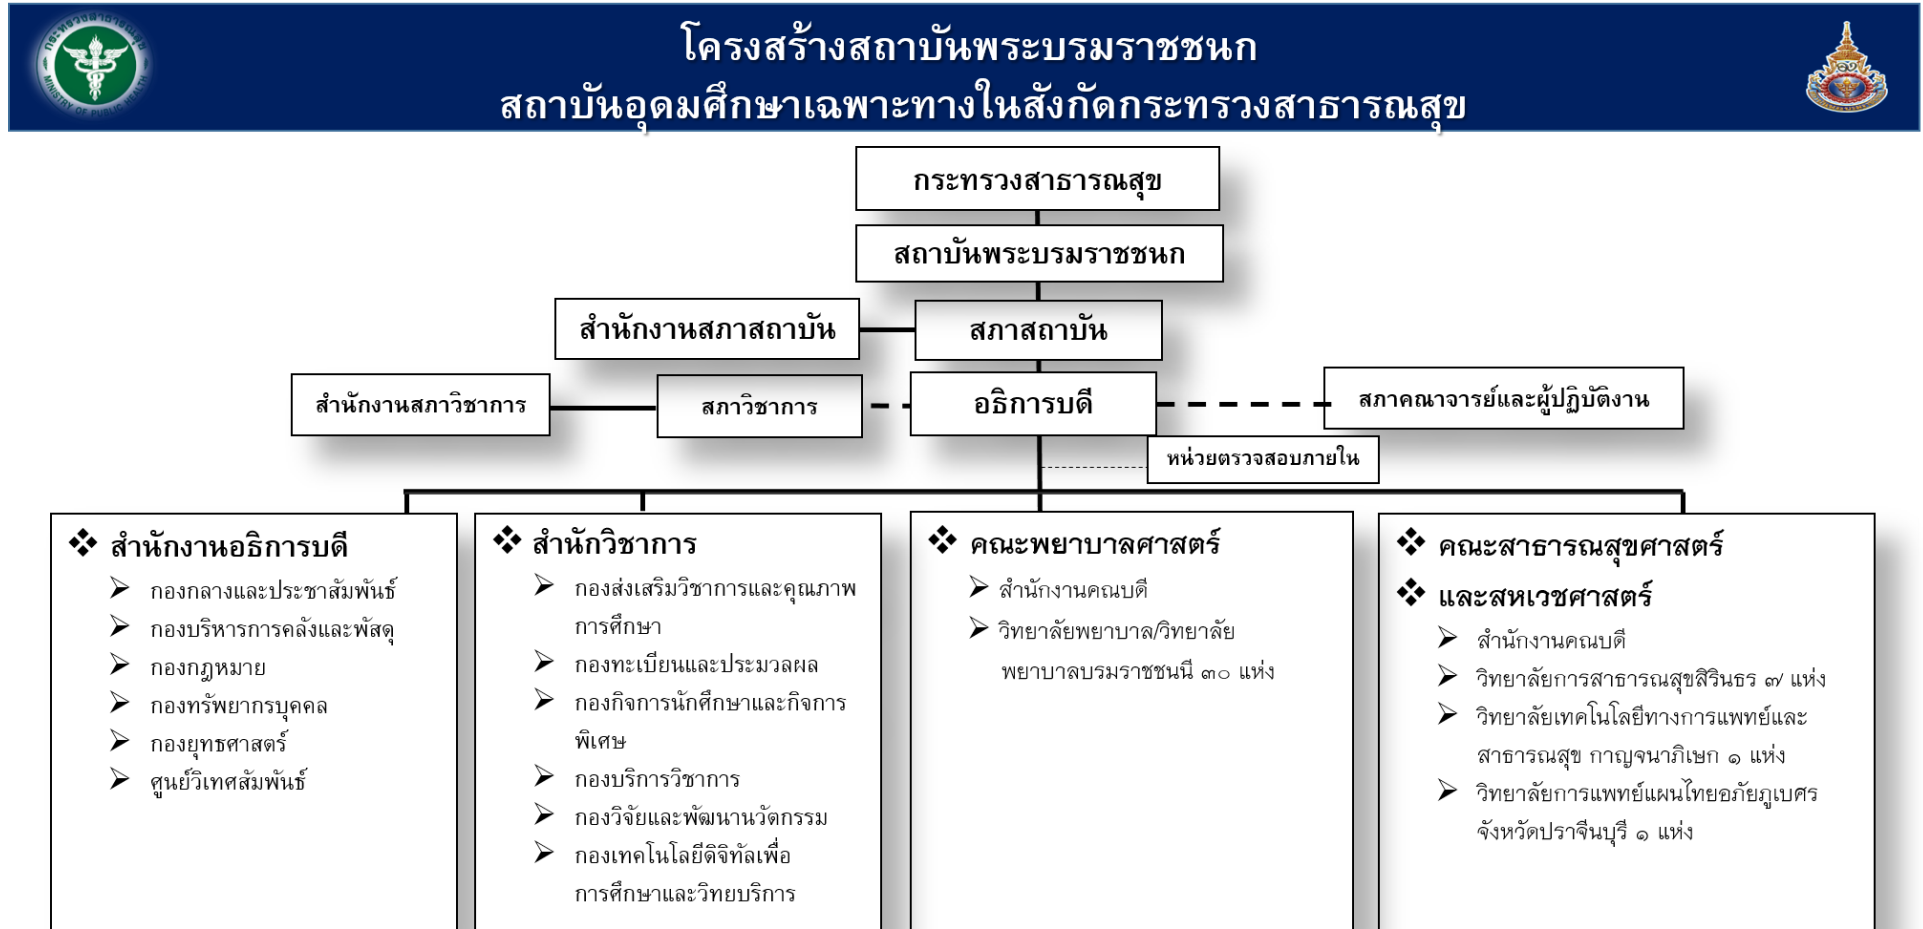 กระทรวงสาธารณสุข
MINISTRY OF PUBLIC HEALTH
โครงสร้างสถาบันพระบรมราชชนก
สถาบันอุดมศึกษาเฉพาะทางในสังกัดกระทรวงสาธารณสุข
กระทรวงสาธารณสุข
สถาบันพระบรมราชชนก
สำนักงานสภาสถาบัน
สภาสถาบัน
สำนักงานสภาวิชาการ
สภาวิชาการ
อธิการบดี
สภาคณาจารย์และผู้ปฏิบัติงาน
หน่วยตรวจสอบภายใน
❖ สำนักงานอธิการบดี
➢ กองกลางและประชาสัมพันธ์
➢ กองบริหารการคลังและพัสดุ
➢ กองกฎหมาย
➢ กองทรัพยากรบุคคล
➢ กองยุทธศาสตร์
➢ ศูนย์วิเทศสัมพันธ์
❖ สำนักวิชาการ
➢ กองส่งเสริมวิชาการและคุณภาพ
การศึกษา
➢ กองทะเบียนและประมวลผล
➢ กองกิจการนักศึกษาและกิจการ
พิเศษ
➢ กองบริการวิชาการ
➢ กองวิจัยและพัฒนานวัตกรรม
➢ กองเทคโนโลยีดิจิทัลเพื่อ
การศึกษาและวิทยบริการ
❖ คณะพยาบาลศาสตร์
➢ สำนักงานคณบดี
➢ วิทยาลัยพยาบาล/วิทยาลัย
พยาบาลบรมราชชนนี ๓๐ แห่ง
❖ คณะสาธารณสุขศาสตร์
❖ และสหเวชศาสตร์
➢ สำนักงานคณบดี
➢ วิทยาลัยการสาธารณสุขสิรินธร ๗ แห่ง
➢ วิทยาลัยเทคโนโลยีทางการแพทย์และ
สาธารณสุข กาญจนาภิเษก ๑ แห่ง
➢ วิทยาลัยการแพทย์แผนไทยอภัยภูเบศร
จังหวัดปราจีนบุรี ๑ แห่ง